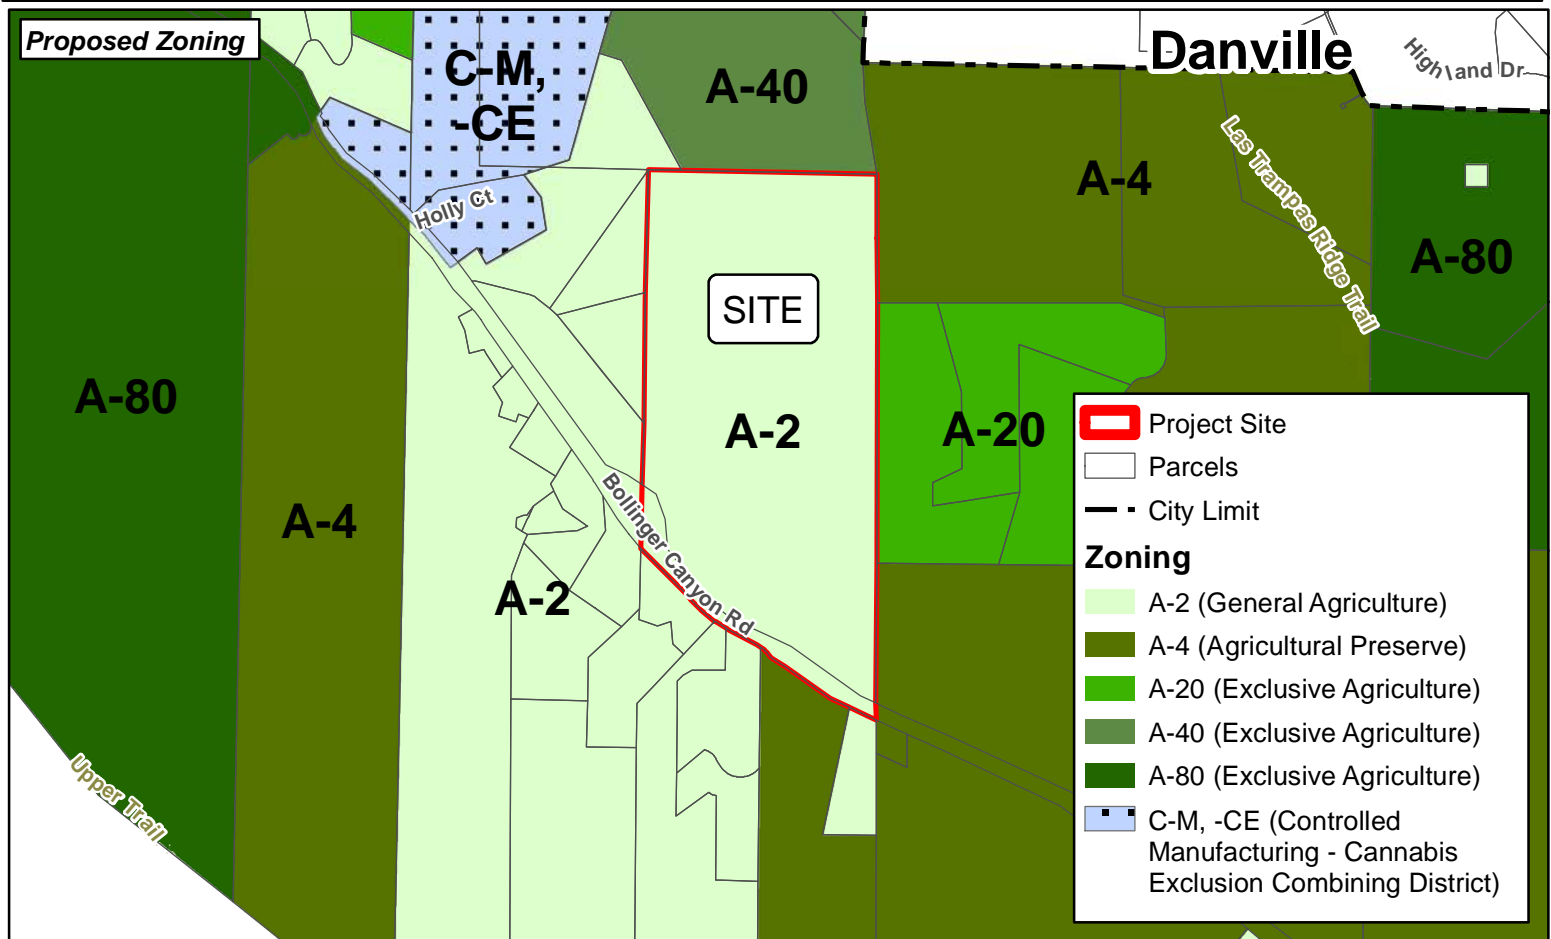 Proposed Zoning
C-M,
-CE
A-40
Danville
Highland Dr
Las Trampas Ridge Trail
A-4
A-80
Holly Ct
SITE
A-80
A-2
A-20
A-4
Bollinger Canyon Rd
A-2
Upper Trail
Project Site
Parcels
City Limit
Zoning
A-2 (General Agriculture)
A-4 (Agricultural Preserve)
A-20 (Exclusive Agriculture)
A-40 (Exclusive Agriculture)
A-80 (Exclusive Agriculture)
C-M, -CE (Controlled
Manufacturing - Cannabis
Exclusion Combining District)